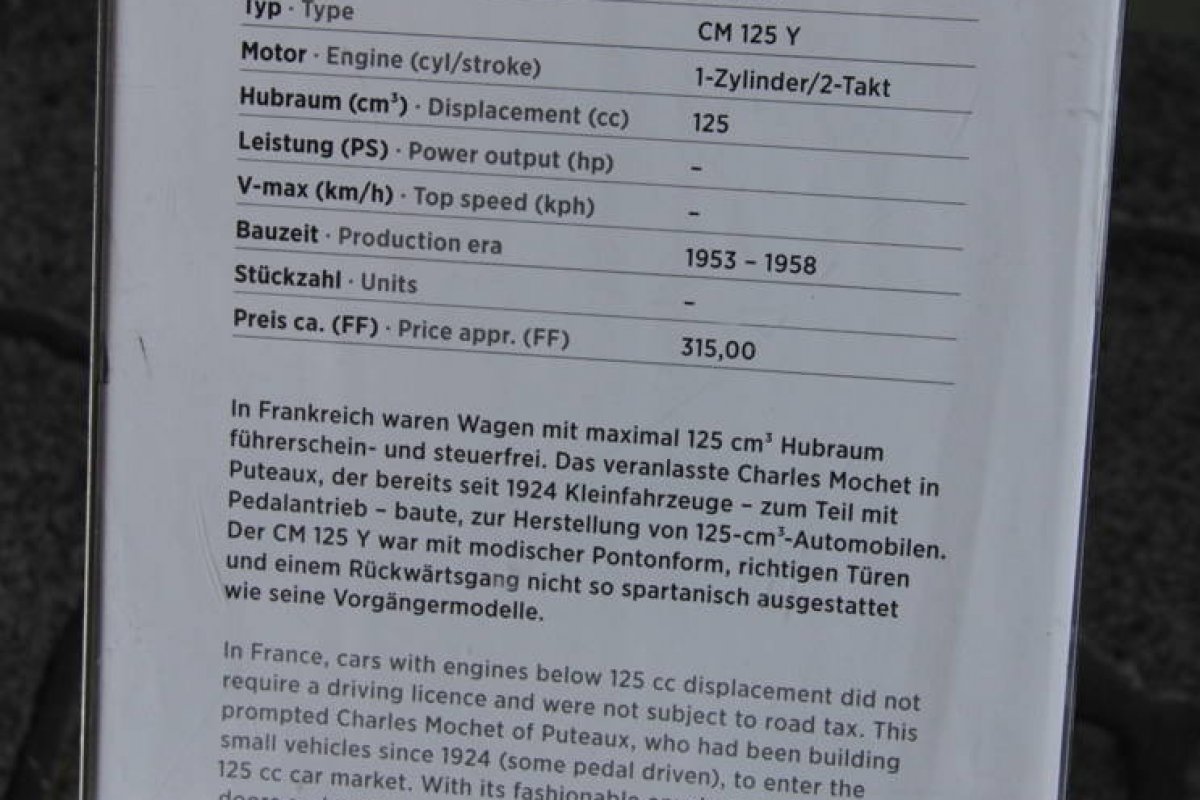 Typ · Type CM 125 Y
Motor · Engine (cyl/stroke) 1-Zylinder/2-Takt
Hubraum (cm³) · Displacement (cc) 125
Leistung (PS) · Power output (hp) –
V-max (km/h) · Top speed (kph) –
Bauzeit · Production era 1953 – 1958
Stückzahl · Units –
Preis ca. (FF) · Price appr. (FF) 315,00
In Frankreich waren Wagen mit maximal 125 cm³ Hubraum
führerschein- und steuerfrei. Das veranlasste Charles Mochet in
Puteaux, der bereits seit 1924 Kleinfahrzeuge – zum Teil mit
Pedalantrieb – baute, zur Herstellung von 125-cm³-Automobilen.
Der CM 125 Y war mit modischer Pontonform, richtigen Türen
und einem Rückwärtsgang nicht so spartanisch ausgestattet
wie seine Vorgängermodelle.
In France, cars with engines below 125 cc displacement did not
require a driving licence and were not subject to road tax. This
prompted Charles Mochet of Puteaux, who had been building
small vehicles since 1924 (some pedal driven), to enter the
125 cc car market. With its fashionable